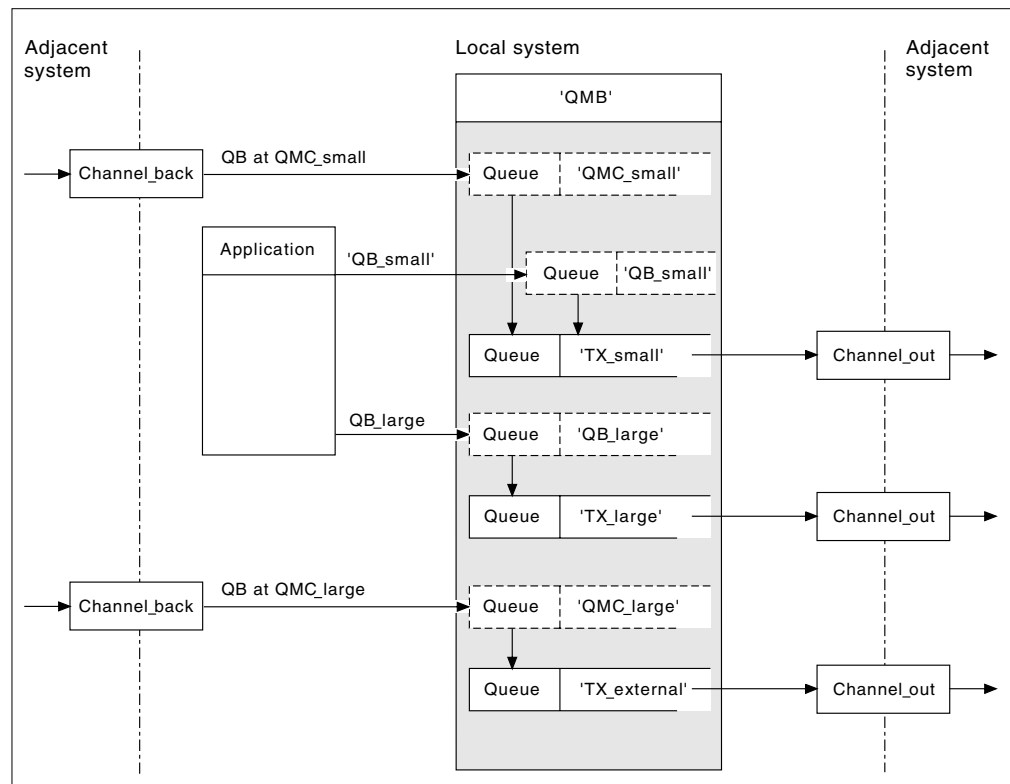 Adjacent system
Local system
Adjacent system
'QMB'
Channel_back
QB at QMC_small
Queue 'QMC_small'
Application
'QB_small'
Queue 'QB_small'
Queue 'TX_small'
Channel_out
QB_large
Queue 'QB_large'
Queue 'TX_large'
Channel_out
Channel_back
QB at QMC_large
Queue 'QMC_large'
Queue 'TX_external'
Channel_out